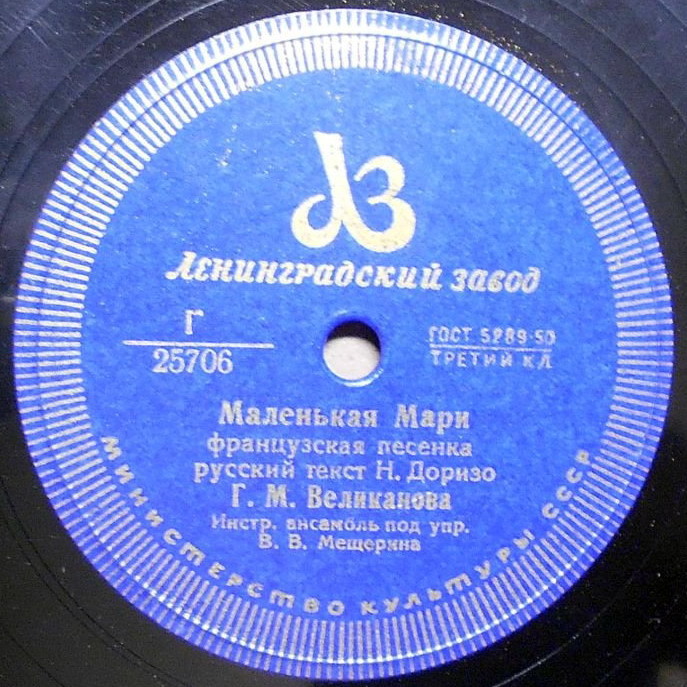 ЛЗ
Ленинградский завод
Г
25706
ГОСТ 5289-50
ТРЕТИЙ КЛ
Маленькая Мари
французская песенка
русский текст Н. Доризо
Г. М. Великанова
Инстр. ансамбль под упр.
В. В. Мещерина
МИНИСТЕРСТВО КУЛЬТУРЫ СССР